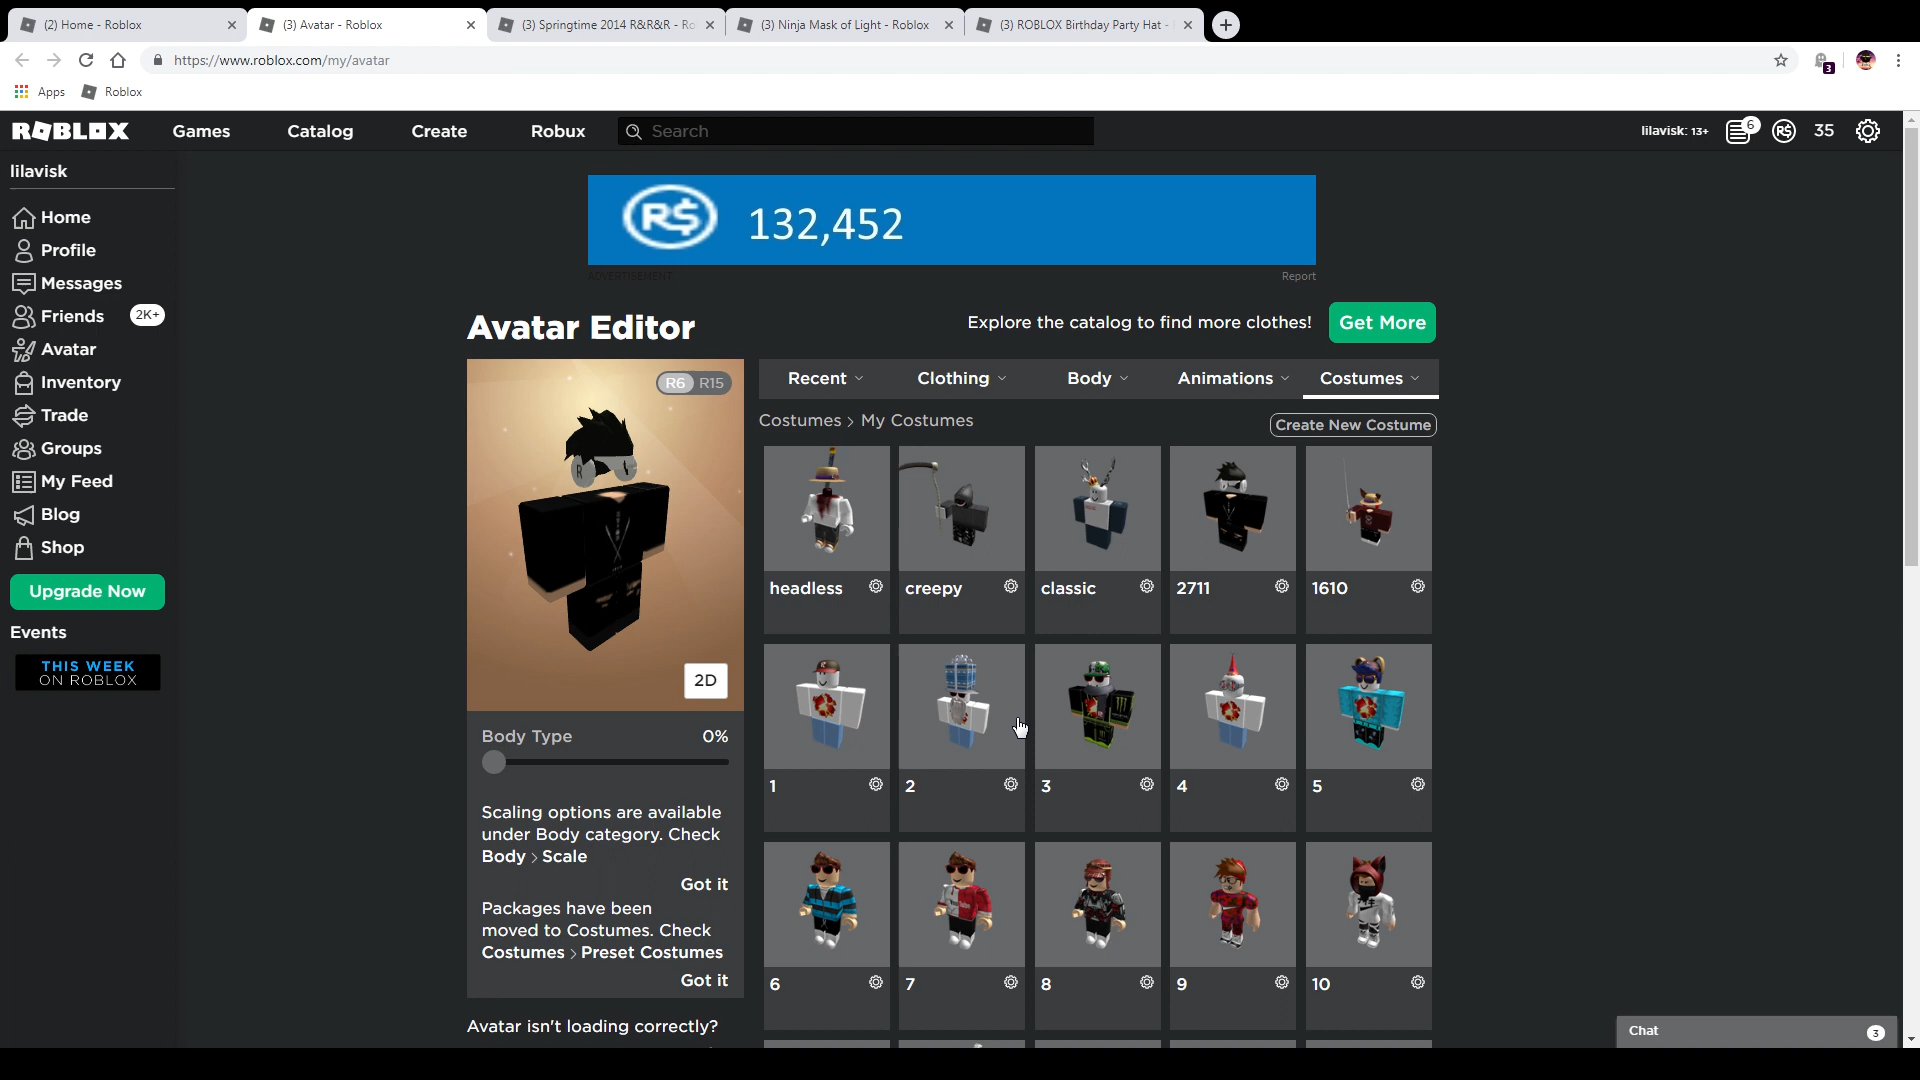 (2) Home - Roblox
(3) Avatar - Roblox
(3) Springtime 2014 R&R&R - Ro
(3) Ninja Mask of Light - Roblox
(3) ROBLOX Birthday Party Hat -
https://www.roblox.com/my/avatar
3
Apps
Roblox
ROBLOX
Games
Catalog
Create
Robux
Search
lilavisk: 13+
6
R$
35
lilavisk
Home
Profile
Messages
Friends
2K+
Avatar
Inventory
Trade
Groups
My Feed
Blog
Shop
Upgrade Now
Events
THIS WEEK
ON ROBLOX
R$ 132,452
ADVERTISEMENT
Report
Avatar Editor
Explore the catalog to find more clothes!
Get More
R6 R15
2D
Body Type
0%
Scaling options are available
under Body category. Check
Body > Scale
Got it
Packages have been
moved to Costumes. Check
Costumes > Preset Costumes
Got it
Avatar isn't loading correctly?
Recent
Clothing
Body
Animations
Costumes
Costumes > My Costumes
Create New Costume
headless
creepy
classic
2711
1610
1
2
3
4
5
6
7
8
9
10
Chat
3